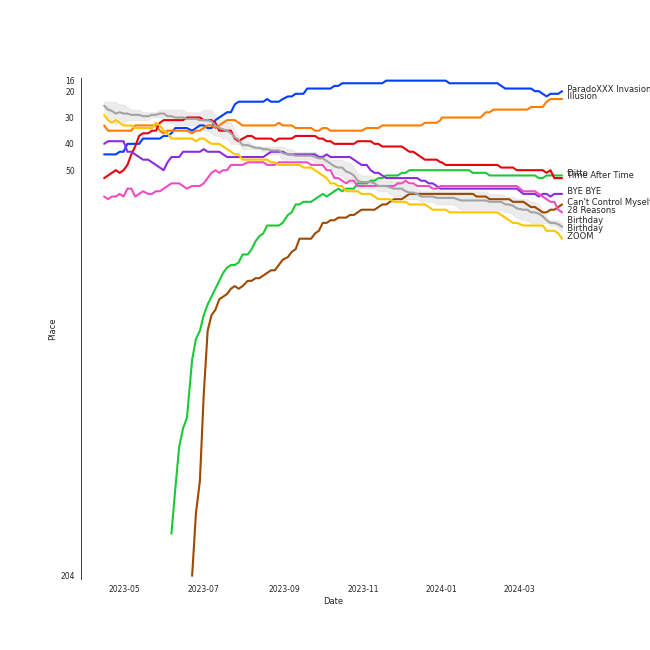 16
20
30
40
50
204
Place
2023-05
2023-07
2023-09
2023-11
2024-01
2024-03
Date
ParadoXXX Invasion
Illusion
Ditto
Time After Time
BYE BYE
Can't Control Myself
28 Reasons
Birthday
Birthday
ZOOM